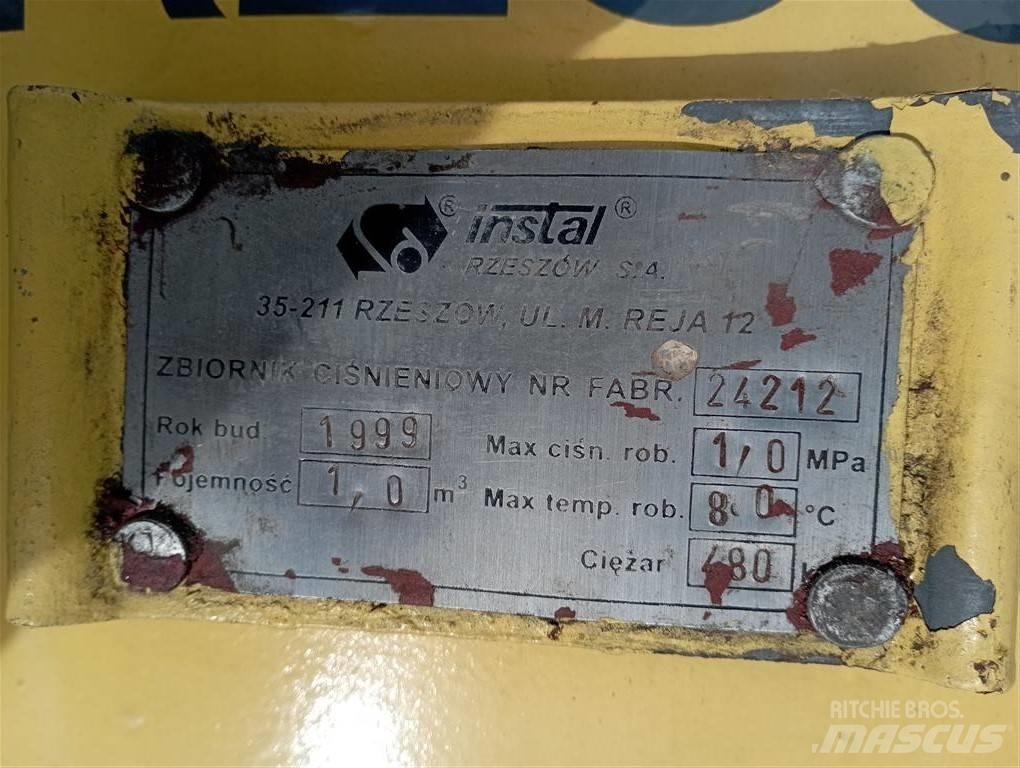 instal ® ®
RZESZÓW S.A.
35-211 RZESZÓW, UL. M. REJA 12
ZBIORNIK CIŚNIENIOWY NR FABR. 24212
Rok bud 1999 Max ciśn. rob. 1,0 MPa
Pojemność 1,0 m³ Max temp. rob. 80 °C
Ciężar 480
RITCHIE BROS.
MASCUS